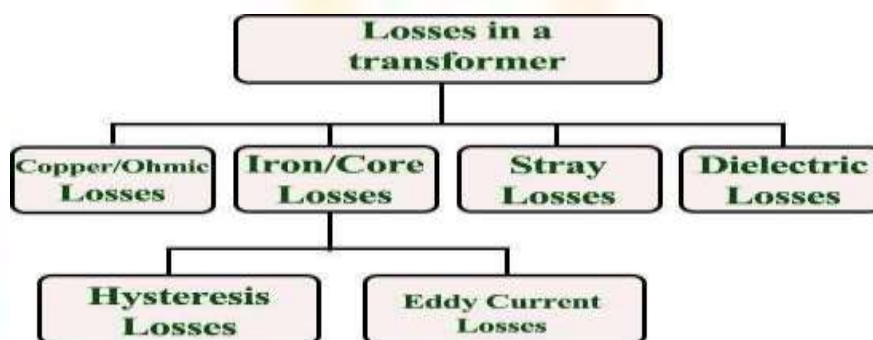 Losses in a
transformer
Copper/Ohmic
Losses
Iron/Core
Losses
Stray
Losses
Dielectric
Losses
Hysteresis
Losses
Eddy Current
Losses